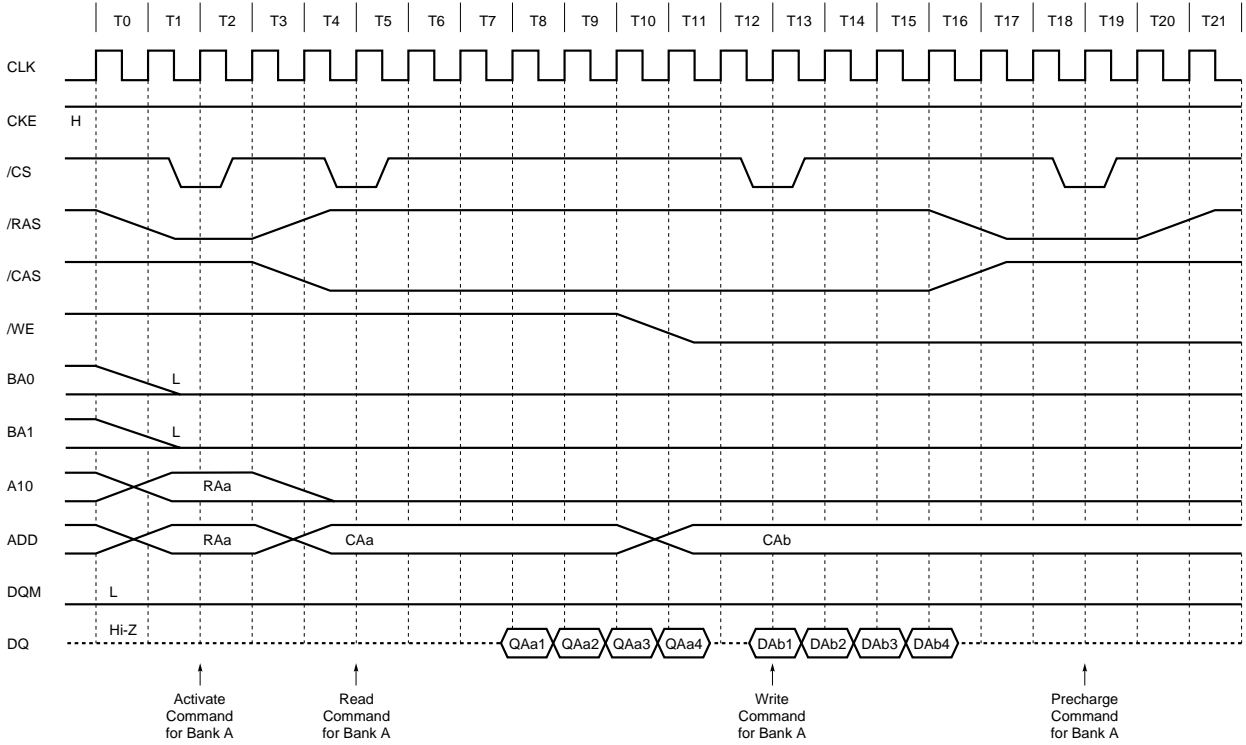 T0 T1 T2 T3 T4 T5 T6 T7 T8 T9 T10 T11 T12 T13 T14 T15 T16 T17 T18 T19 T20 T21
CLK
CKE H
/CS
/RAS
/CAS
/WE
BA0 L
BA1 L
A10 RAa
ADD RAa CAa CAb
DQM L
Hi-Z
DQ QAa1 QAa2 QAa3 QAa4 DAb1 DAb2 DAb3 DAb4
Activate Read Write Precharge
Command Command Command Command
for Bank A for Bank A for Bank A for Bank A